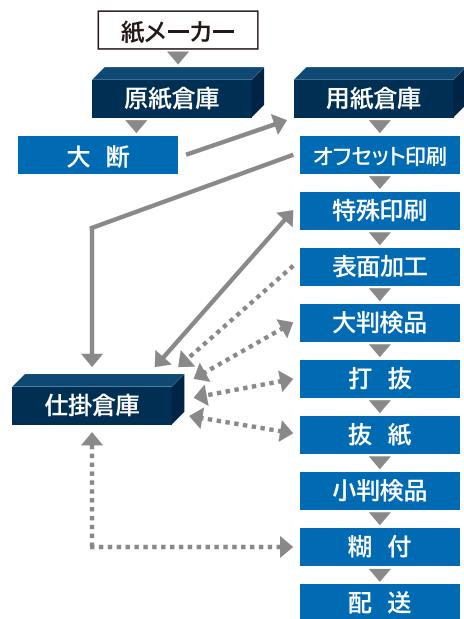 紙メーカー
原紙倉庫
大 断
用紙倉庫
オフセット印刷
特殊印刷
表面加工
大判検品
打 抜
仕掛倉庫
抜 紙
小判検品
糊 付
配 送